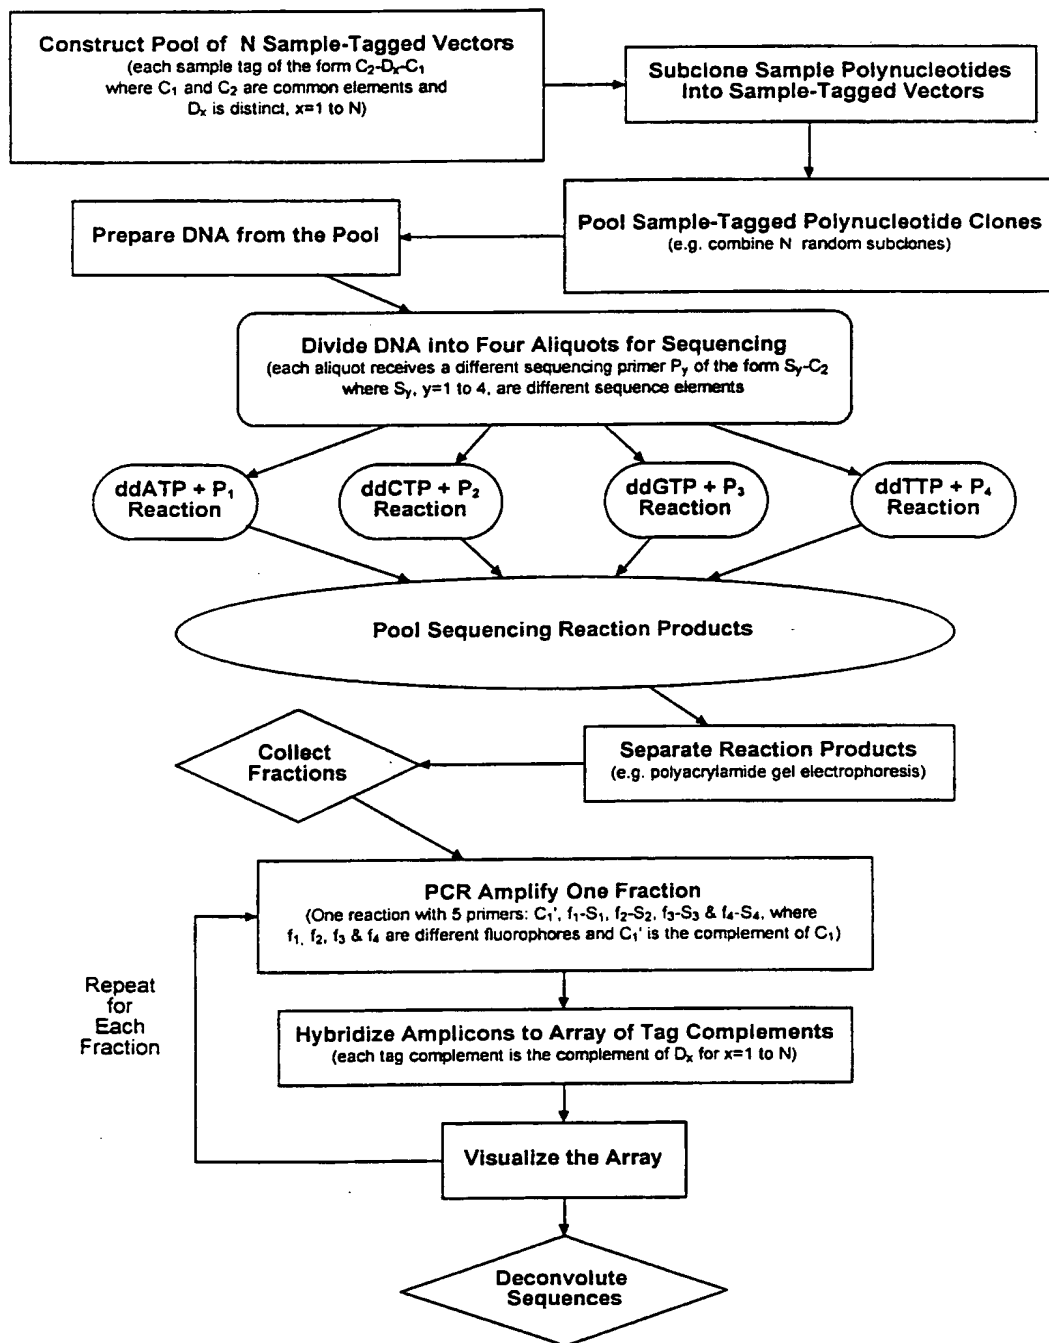 Construct Pool of N Sample-Tagged Vectors
(each sample tag of the form C₂-Dₓ-C₁
where C₁ and C₂ are common elements and
Dₓ is distinct, x=1 to N)
Subclone Sample Polynucleotides
Into Sample-Tagged Vectors
Pool Sample-Tagged Polynucleotide Clones
(e.g. combine N random subclones)
Prepare DNA from the Pool
Divide DNA into Four Aliquots for Sequencing
(each aliquot receives a different sequencing primer Pᵧ of the form Sᵧ-C₂
where Sᵧ, y=1 to 4, are different sequence elements
ddATP + P₁
Reaction
ddCTP + P₂
Reaction
ddGTP + P₃
Reaction
ddTTP + P₄
Reaction
Pool Sequencing Reaction Products
Separate Reaction Products
(e.g. polyacrylamide gel electrophoresis)
Collect
Fractions
PCR Amplify One Fraction
(One reaction with 5 primers: C₁', f₁-S₁, f₂-S₂, f₃-S₃ & f₄-S₄, where
f₁, f₂, f₃ & f₄ are different fluorophores and C₁' is the complement of C₁)
Repeat
for
Each
Fraction
Hybridize Amplicons to Array of Tag Complements
(each tag complement is the complement of Dₓ for x=1 to N)
Visualize the Array
Deconvolute
Sequences